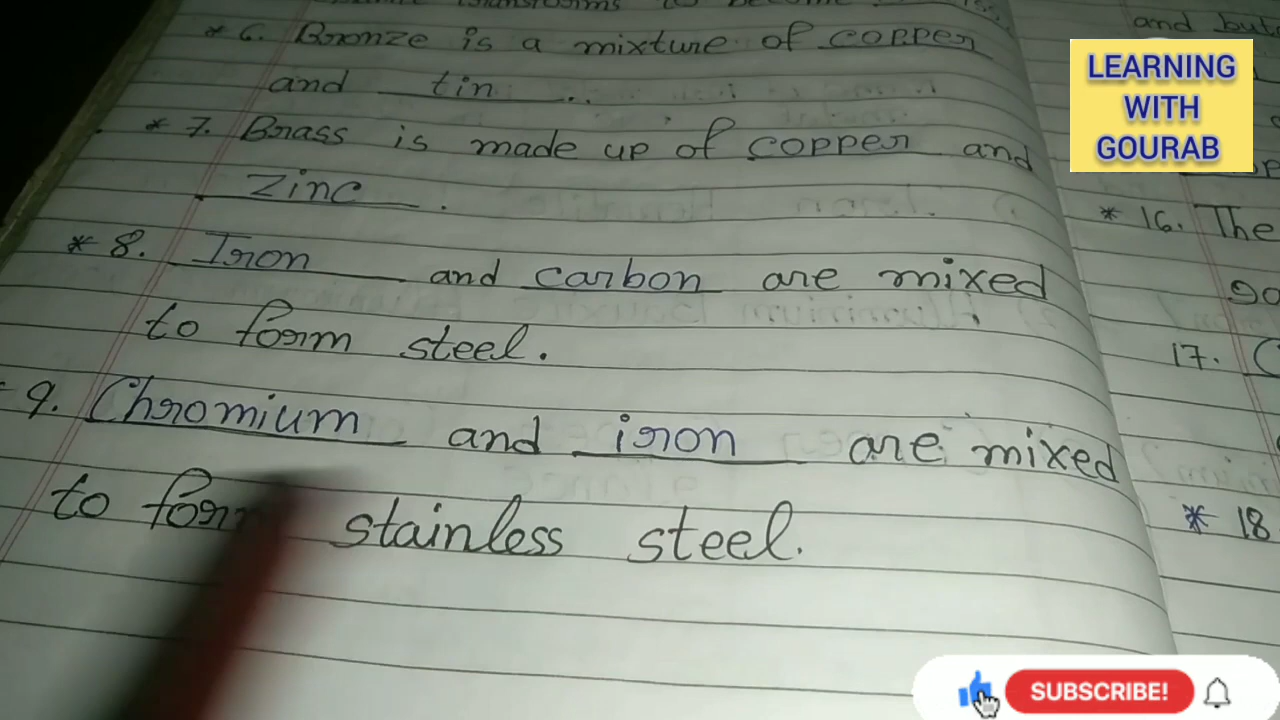 * 6. Bronze is a mixture of copper
and tin .
* 7. Brass is made up of copper and
Zinc .
* 8. Iron and carbon are mixed
to form steel.
9. Chromium and iron are mixed
to form stainless steel.
and
* 16. The
17.
* 18
LEARNING
WITH
GOURAB
SUBSCRIBE!